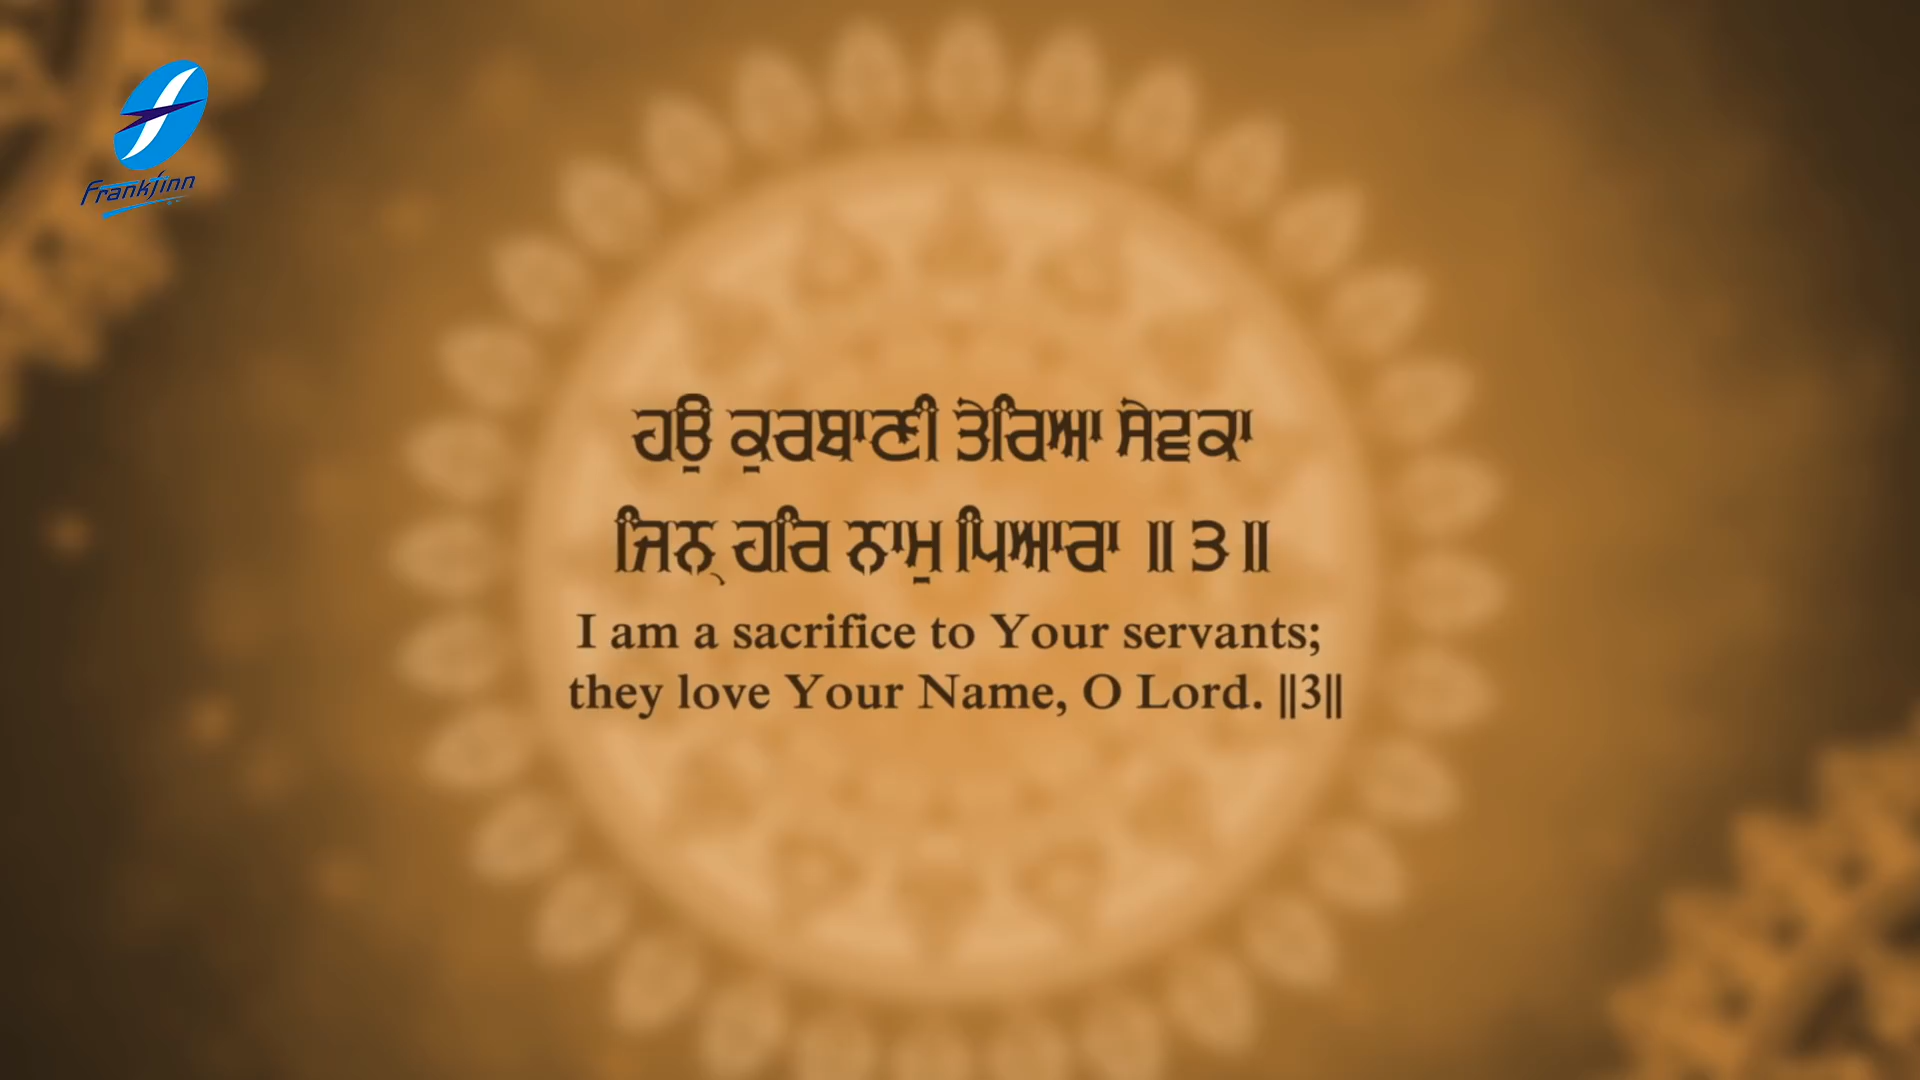 Frankfinn
ਹਉ ਕੁਰਬਾਣੀ ਤੇਰਿਆ ਸੇਵਕਾ
ਜਿਨ੍ ਹਰਿ ਨਾਮੁ ਪਿਆਰਾ ॥੩॥
I am a sacrifice to Your servants;
they love Your Name, O Lord. ||3||